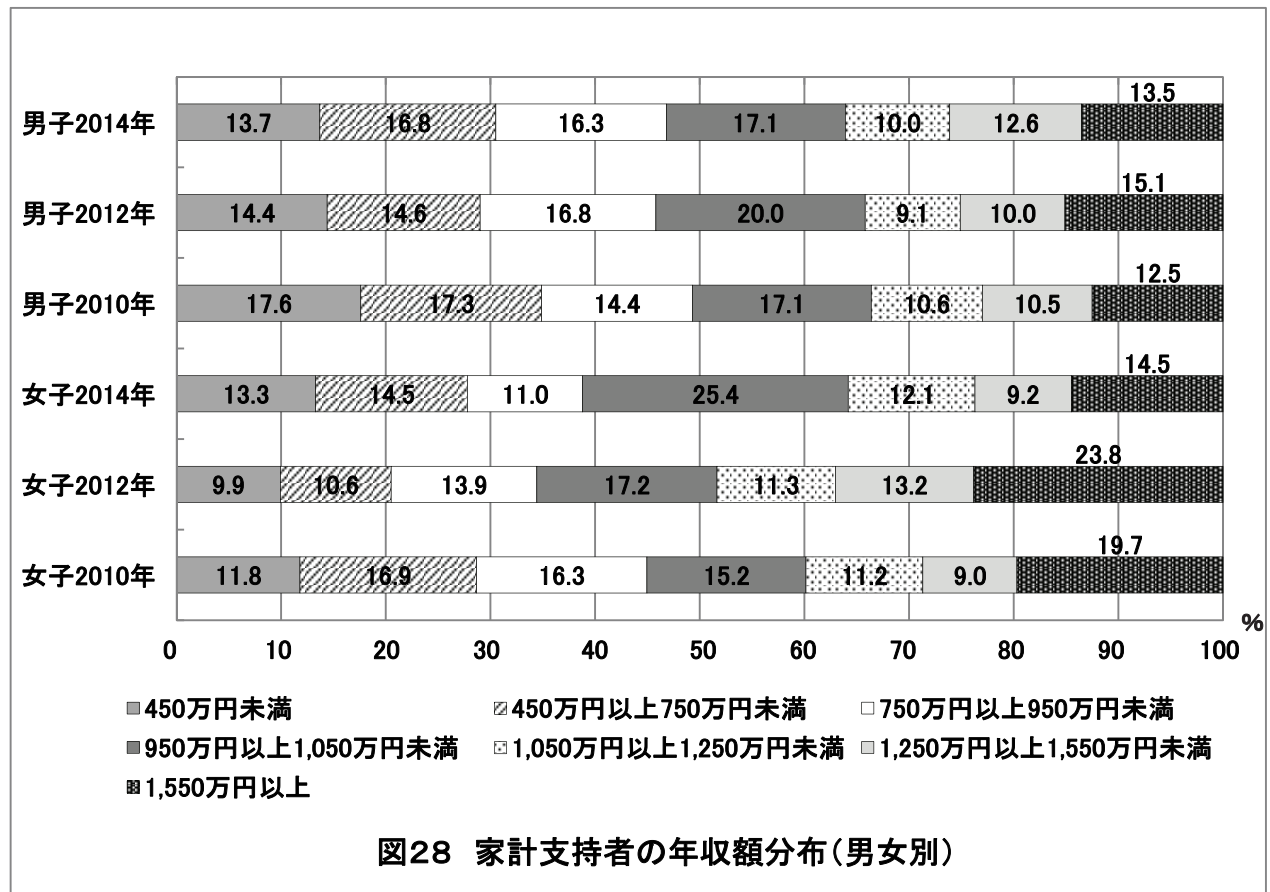 13.5
男子2014年 13.7 16.8 16.3 17.1 10.0 12.6
15.1
男子2012年 14.4 14.6 16.8 20.0 9.1 10.0
12.5
男子2010年 17.6 17.3 14.4 17.1 10.6 10.5
14.5
女子2014年 13.3 14.5 11.0 25.4 12.1 9.2
23.8
女子2012年 9.9 10.6 13.9 17.2 11.3 13.2
19.7
女子2010年 11.8 16.9 16.3 15.2 11.2 9.0
%
0 10 20 30 40 50 60 70 80 90 100
450万円未満 450万円以上750万円未満 750万円以上950万円未満
950万円以上1,050万円未満 1,050万円以上1,250万円未満 1,250万円以上1,550万円未満
1,550万円以上
図28 家計支持者の年収額分布(男女別)